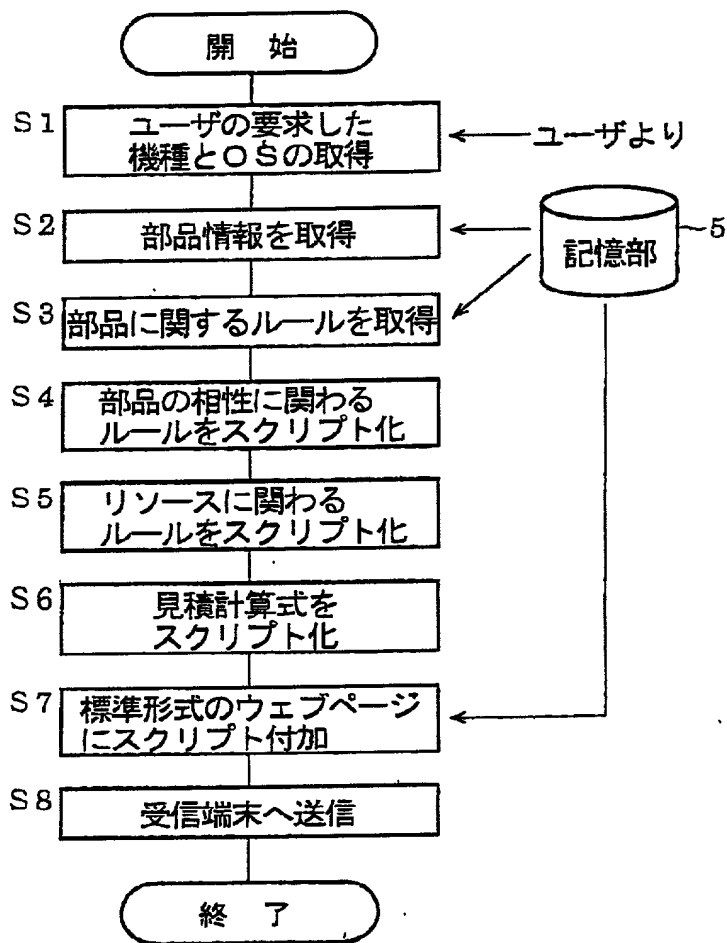 開 始
S1
ユーザの要求した
機種とOSの取得
ユーザより
S2
部品情報を取得
記憶部
~5
S3
部品に関するルールを取得
S4
部品の相性に関わる
ルールをスクリプト化
S5
リソースに関わる
ルールをスクリプト化
S6
見積計算式を
スクリプト化
S7
標準形式のウェブページ
にスクリプト付加
S8
受信端末へ送信
終 了